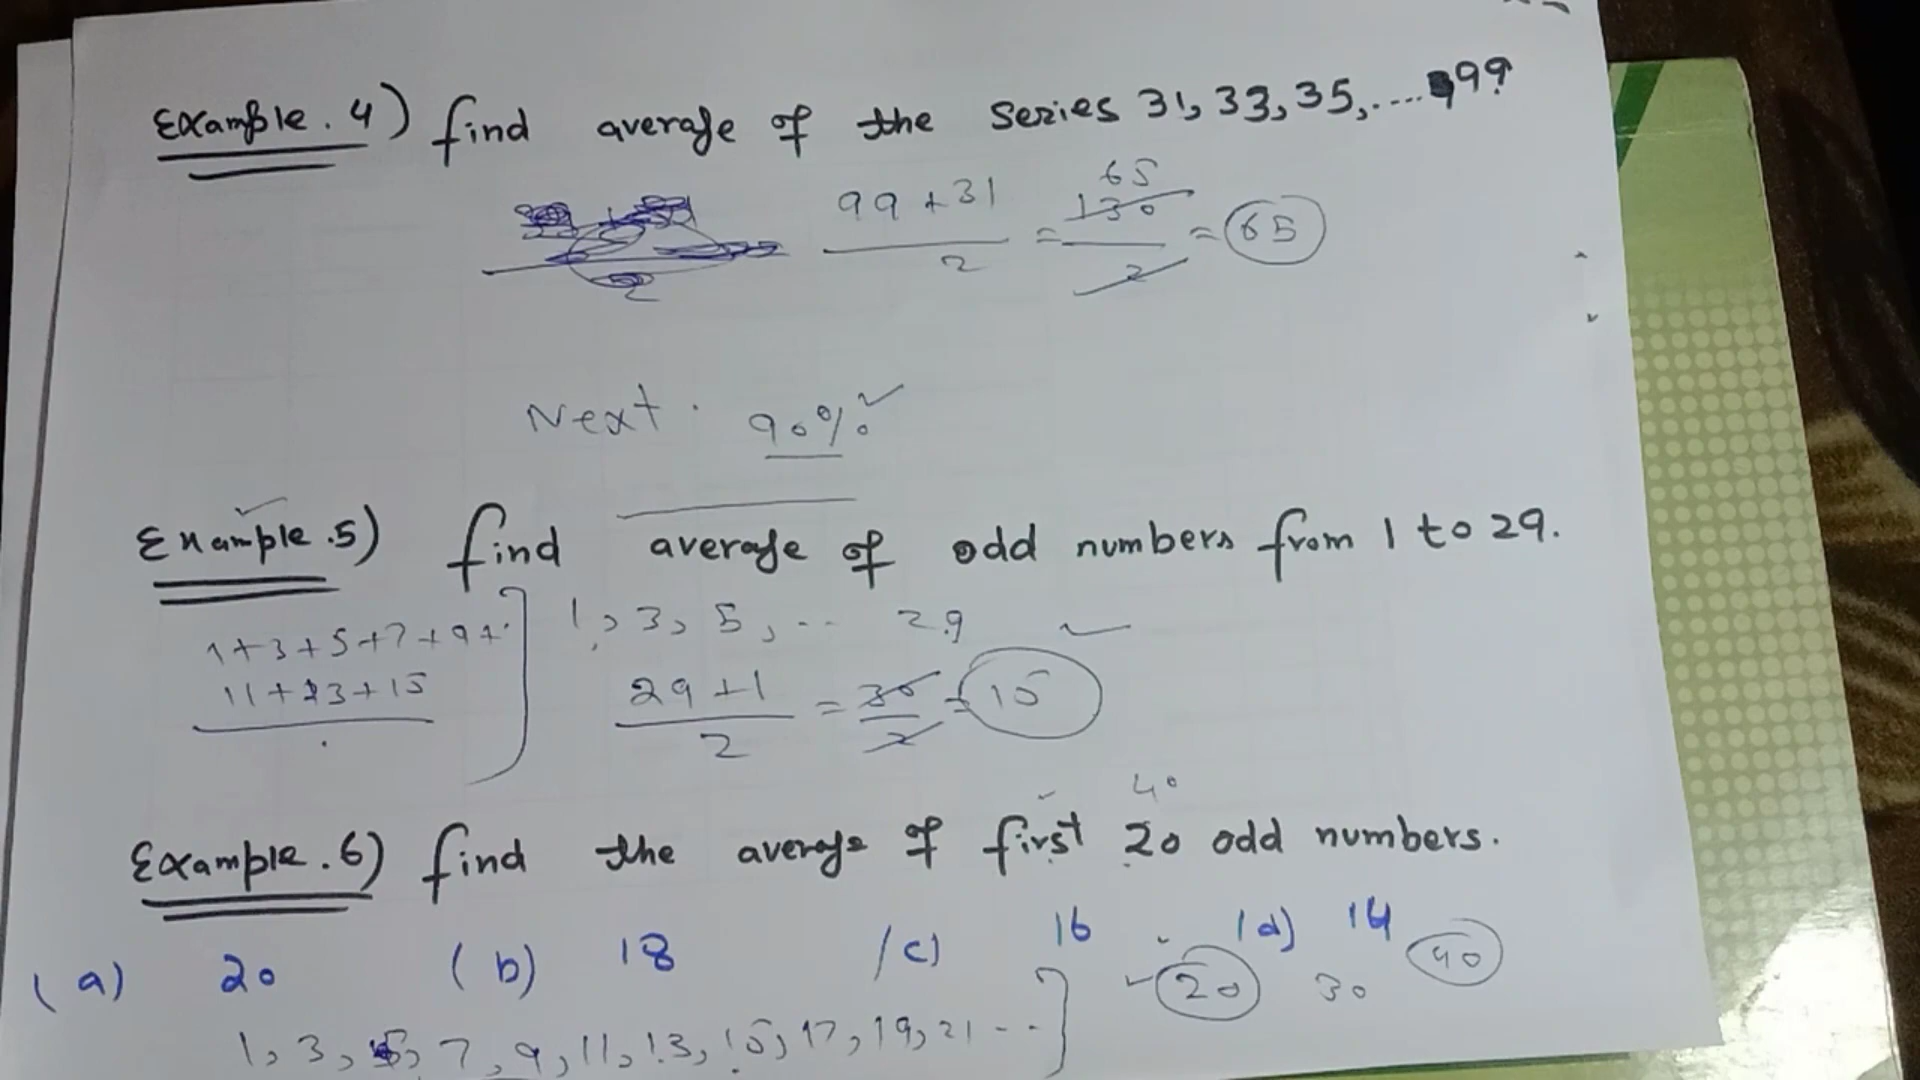 Example.4) find average of the series 31, 33, 35, .... 99?
99 + 31 / 2 = 65 130 / 2 = 65
2
Next. 90%
Example.5) find average of odd numbers from 1 to 29.
1+3+5+7+9+
11+13+15
1, 3, 5, .. 29
29+1 / 2 = 30 / 2 = 15
40
Example.6) find the average of first 20 odd numbers.
(a) 20 (b) 18 (c) 16 (d) 14
20 30 40
1, 3, 5, 7, 9, 11, 13, 15, 17, 19, 21 ...